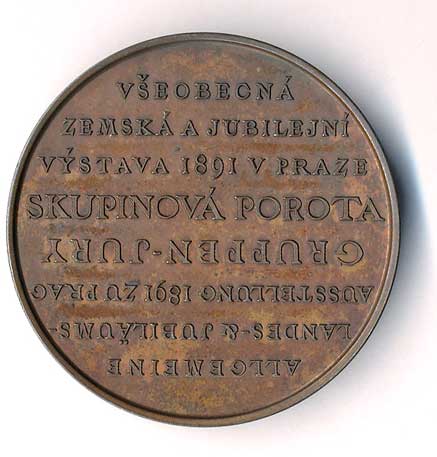 VŠEOBECNÁ
ZEMSKÁ A JUBILEJNÍ
VÝSTAVA 1891 V PRAZE
SKUPINOVÁ POROTA
ALLGEMEINE
LANDES-&-JUBILÄUMS-
AUSSTELLUNG 1891 ZU PRAG
GRUPPEN-JURY